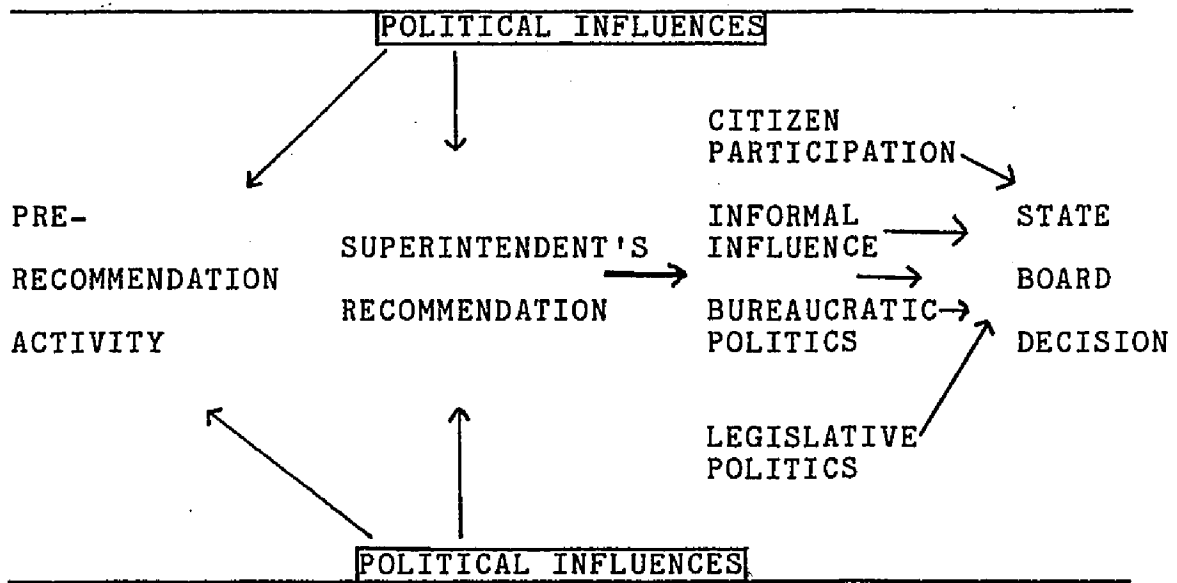 POLITICAL INFLUENCES
PRE-
RECOMMENDATION
ACTIVITY
SUPERINTENDENT'S
RECOMMENDATION
CITIZEN
PARTICIPATION
INFORMAL
INFLUENCE
BUREAUCRATIC
POLITICS
LEGISLATIVE
POLITICS
STATE
BOARD
DECISION
POLITICAL INFLUENCES